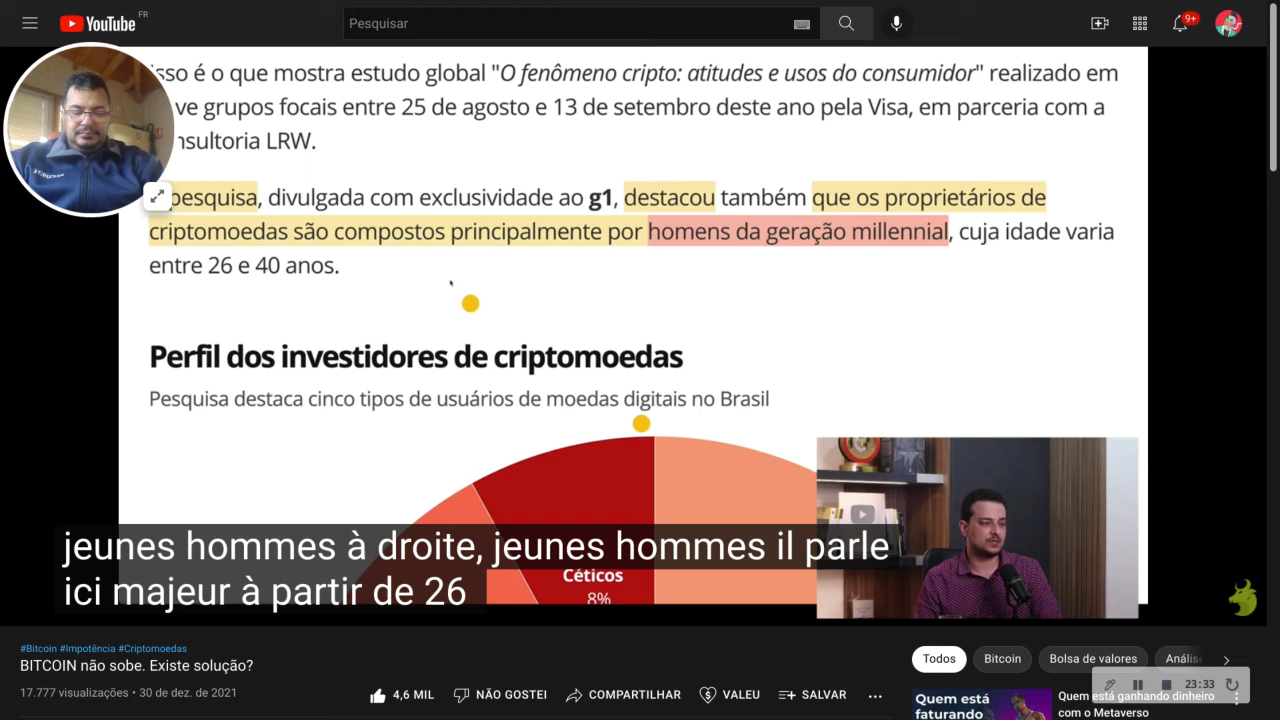 YouTube FR
Pesquisar
9+
isso é o que mostra estudo global "O fenômeno cripto: atitudes e usos do consumidor" realizado em
ve grupos focais entre 25 de agosto e 13 de setembro deste ano pela Visa, em parceria com a
nsultoria LRW.
pesquisa, divulgada com exclusividade ao g1, destacou também que os proprietários de
criptomoedas são compostos principalmente por homens da geração millennial, cuja idade varia
entre 26 e 40 anos.
Perfil dos investidores de criptomoedas
Pesquisa destaca cinco tipos de usuários de moedas digitais no Brasil
jeunes hommes à droite, jeunes hommes il parle
ici majeur à partir de 26
Céticos
8%
#Bitcoin #Impotência #Criptomoedas
BITCOIN não sobe. Existe solução?
17.777 visualizações • 30 de dez. de 2021
4,6 MIL
NÃO GOSTEI
COMPARTILHAR
VALEU
SALVAR
Todos
Bitcoin
Bolsa de valores
Anális
23:33
Quem está
faturando
Quem está ganhando dinheiro
com o Metaverso